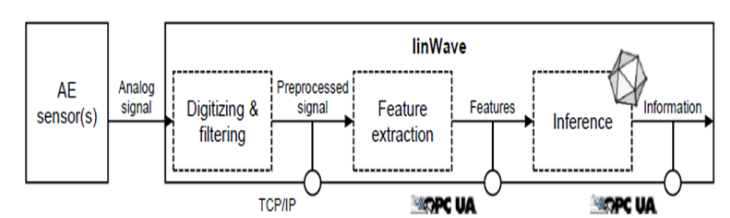 linWave
AE
sensor(s)
Analog
signal
Digitizing &
filtering
Preprocessed
signal
Feature
extraction
Features
Inference
Information
TCP/IP
OPC UA
OPC UA